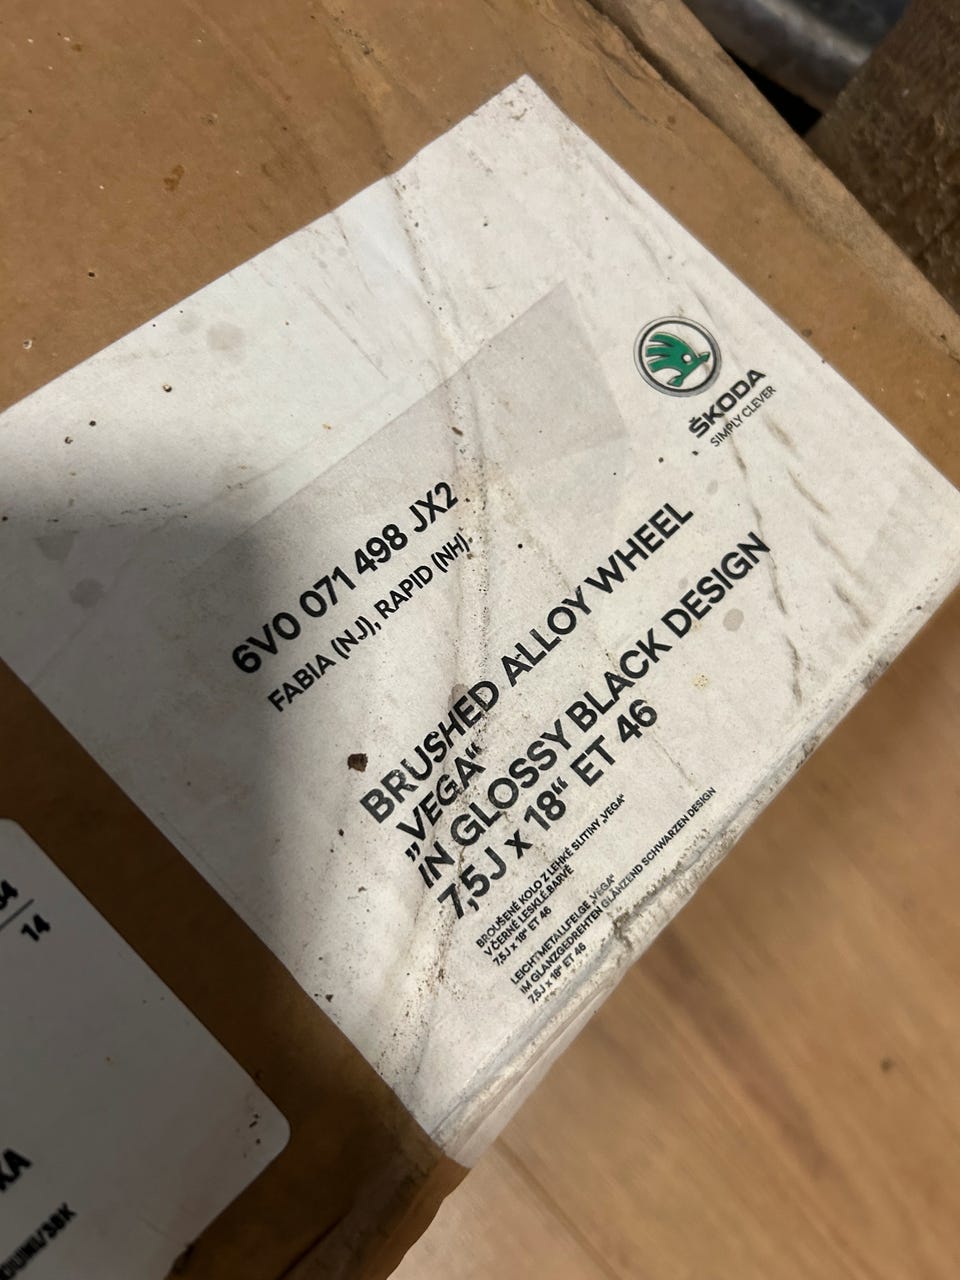 ŠKODA
SIMPLY CLEVER
6V0 071 498 JX2
FABIA (NJ), RAPID (NH)
BRUSHED ALLOY WHEEL
„VEGA“
IN GLOSSY BLACK DESIGN
7,5J x 18“ ET 46
BROUŠENÉ KOLO Z LEHKÉ SLITINY „VEGA“
V ČERNÉ LESKLÉ BARVĚ
7,5J x 18“ ET 46
LEICHTMETALLFELGE „VEGA“
IM GLANZGEDREHTEN GLÄNZEND SCHWARZEN DESIGN
7,5J x 18“ ET 46
14